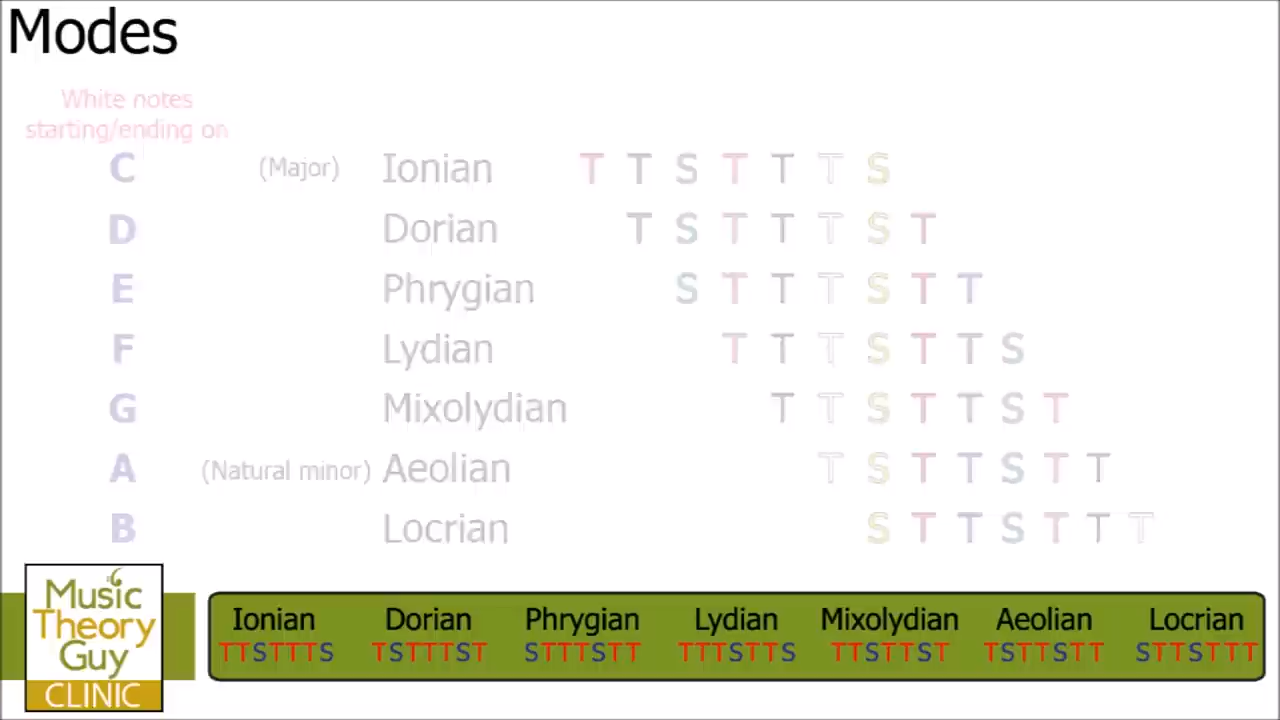 Modes
White notes
starting/ending on
C (Major) Ionian T T S T T T S
D Dorian T S T T T S T
E Phrygian S T T T S T T
F Lydian T T T S T T S
G Mixolydian T T S T T S T
A (Natural minor) Aeolian T S T T S T T
B Locrian S T T S T T T
Music
Theory
Guy
CLINIC
Ionian Dorian Phrygian Lydian Mixolydian Aeolian Locrian
TTSTTTS TSTTTST STTTSTT TTTSTTS TTSTTST TSTTSTT STTSTTT